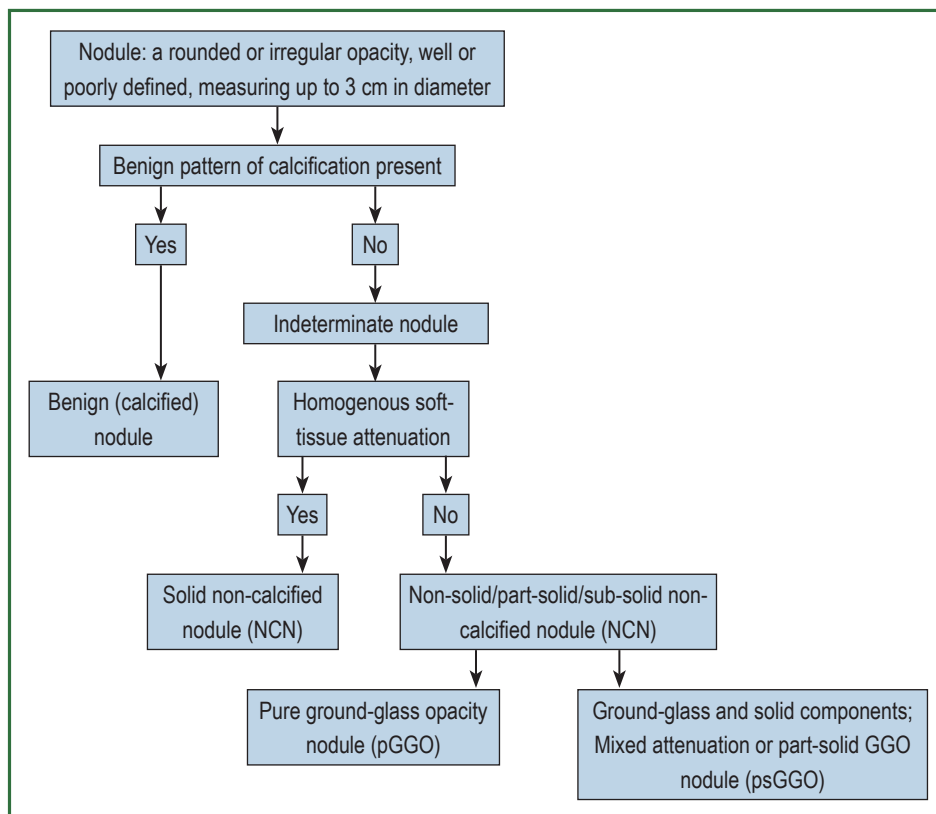 Nodule: a rounded or irregular opacity, well or
poorly defined, measuring up to 3 cm in diameter
Benign pattern of calcification present
Yes
No
Indeterminate nodule
Benign (calcified)
nodule
Homogenous soft-
tissue attenuation
Yes
No
Solid non-calcified
nodule (NCN)
Non-solid/part-solid/sub-solid non-
calcified nodule (NCN)
Pure ground-glass opacity
nodule (pGGO)
Ground-glass and solid components;
Mixed attenuation or part-solid GGO
nodule (psGGO)